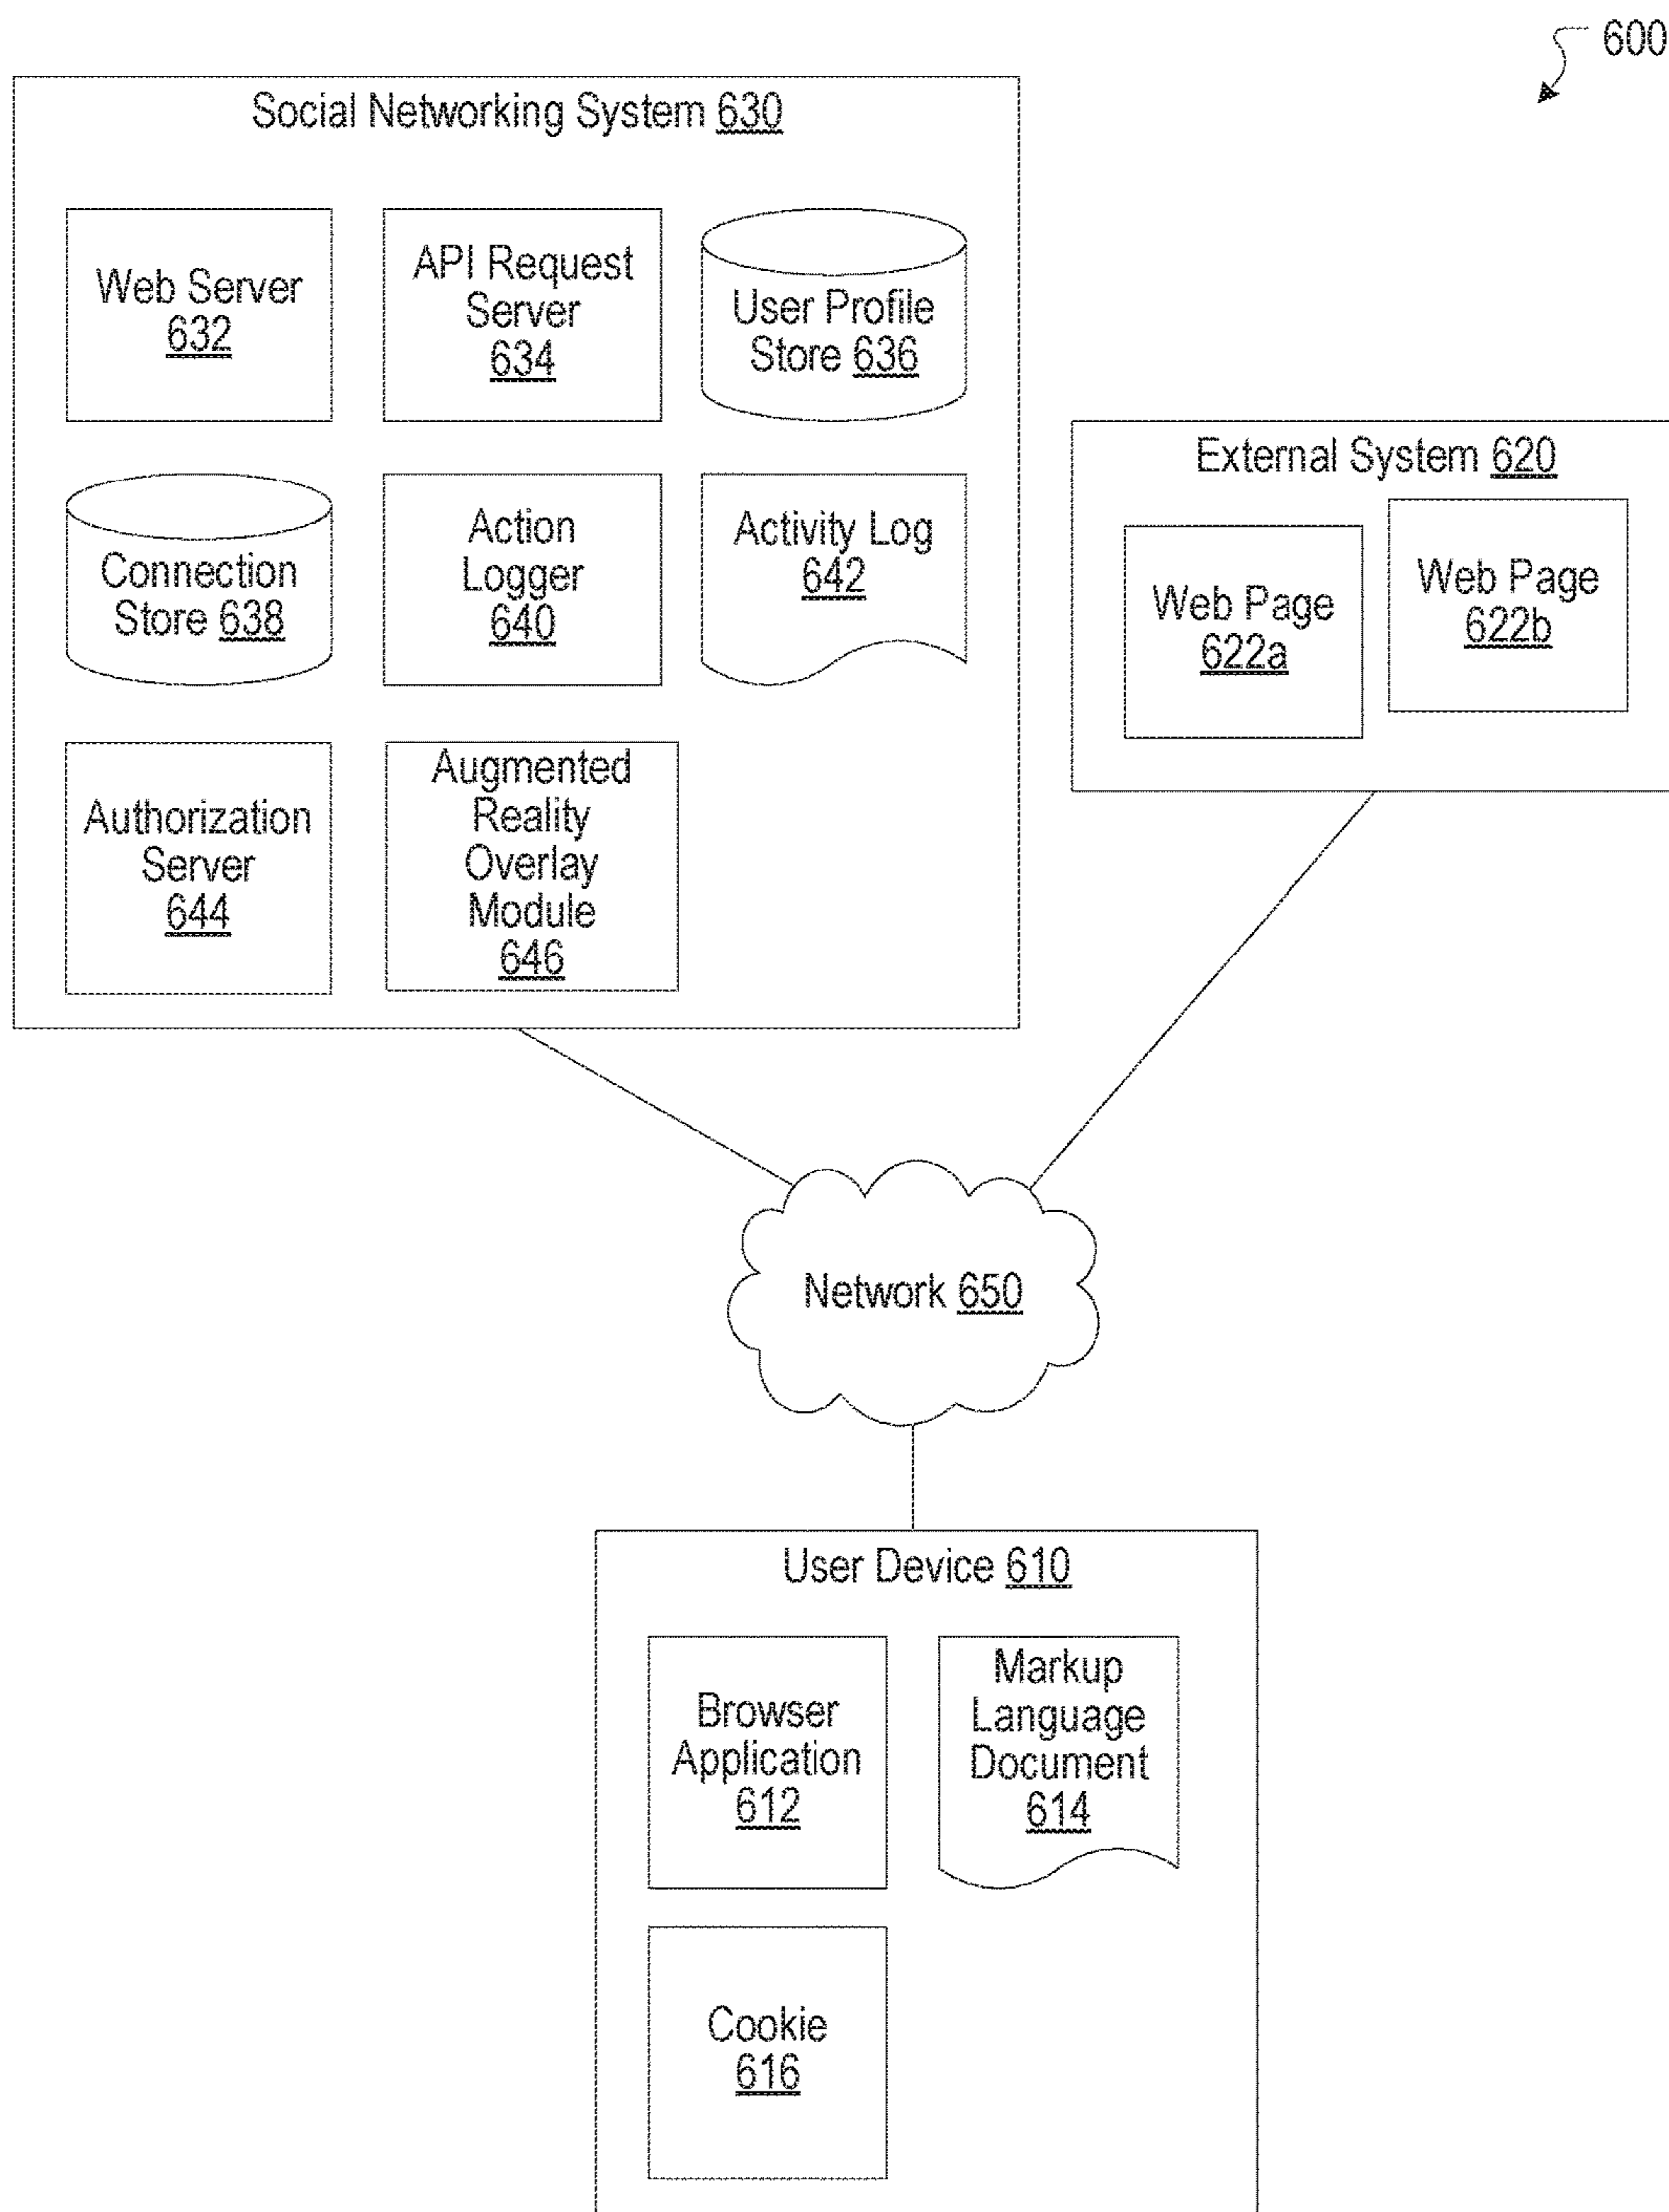 600
Social Networking System 630
Web Server
632
API Request
Server
634
User Profile
Store 636
Connection
Store 638
Action
Logger
640
Activity Log
642
Authorization
Server
644
Augmented
Reality
Overlay
Module
646
External System 620
Web Page
622a
Web Page
622b
Network 650
User Device 610
Browser
Application
612
Markup
Language
Document
614
Cookie
616